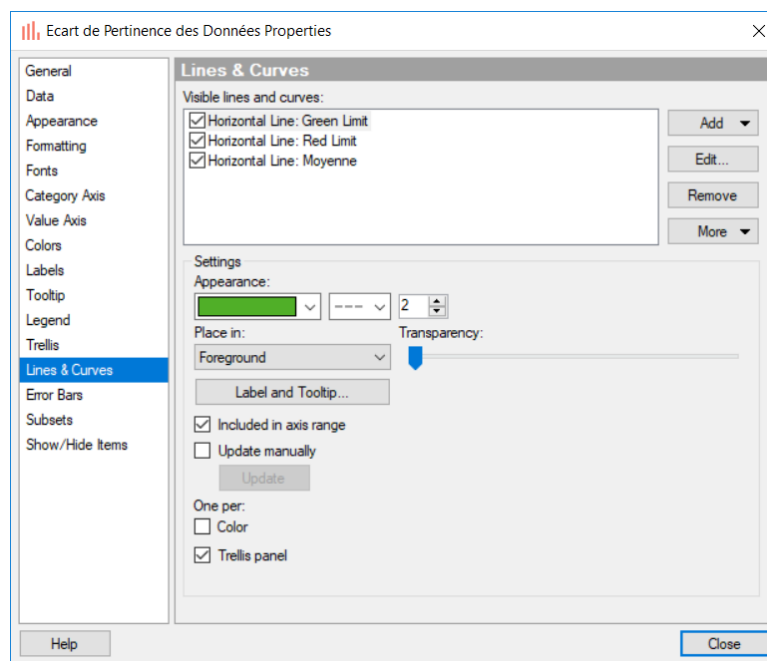 Ecart de Pertinence des Données Properties
General
Data
Appearance
Formatting
Fonts
Category Axis
Value Axis
Colors
Labels
Tooltip
Legend
Trellis
Lines & Curves
Error Bars
Subsets
Show/Hide Items
Lines & Curves
Visible lines and curves:
Horizontal Line: Green Limit
Horizontal Line: Red Limit
Horizontal Line: Moyenne
Add
Edit...
Remove
More
Settings
Appearance:
2
Place in:
Transparency:
Foreground
Label and Tooltip...
Included in axis range
Update manually
Update
One per:
Color
Trellis panel
Help
Close